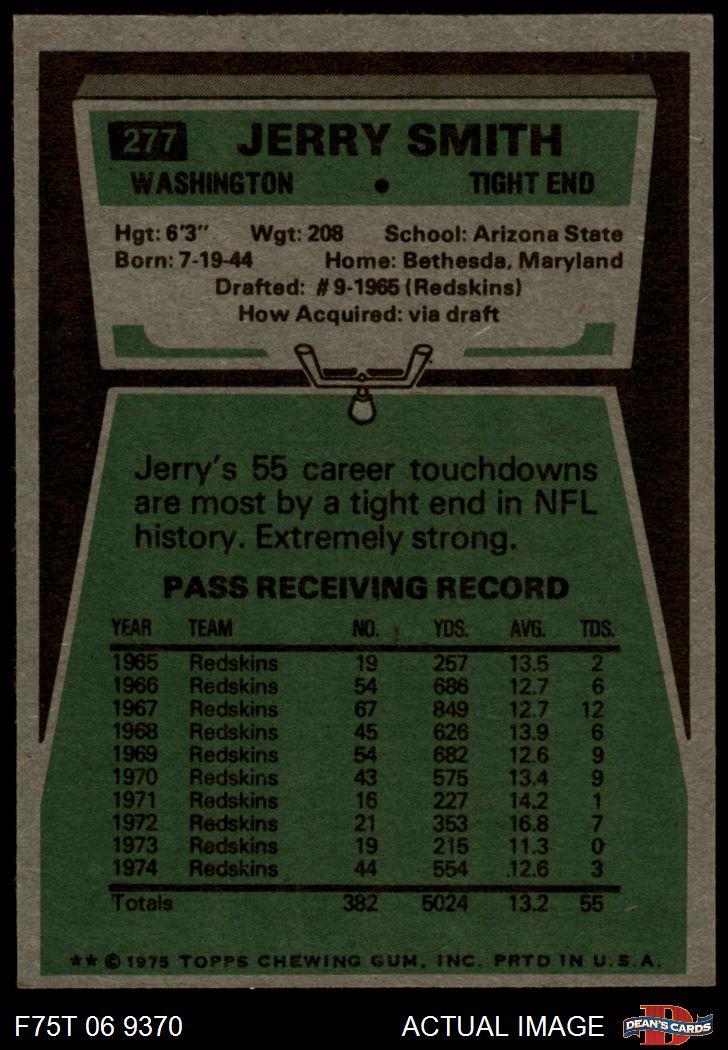 277 JERRY SMITH
WASHINGTON • TIGHT END
Hgt: 6'3" Wgt: 208 School: Arizona State
Born: 7-19-44 Home: Bethesda, Maryland
Drafted: #9-1965 (Redskins)
How Acquired: via draft
Jerry's 55 career touchdowns
are most by a tight end in NFL
history. Extremely strong.
PASS RECEIVING RECORD
YEAR TEAM NO. YDS. AVG. TDS.
1965 Redskins 19 257 13.5 2
1966 Redskins 54 686 12.7 6
1967 Redskins 67 849 12.7 12
1968 Redskins 45 626 13.9 6
1969 Redskins 54 682 12.6 9
1970 Redskins 43 575 13.4 9
1971 Redskins 16 227 14.2 1
1972 Redskins 21 353 16.8 7
1973 Redskins 19 215 11.3 0
1974 Redskins 44 554 12.6 3
Totals 382 5024 13.2 55
** © 1975 TOPPS CHEWING GUM, INC. PRTD IN U.S.A.
F75T 06 9370 ACTUAL IMAGE D DEAN'S CARDS